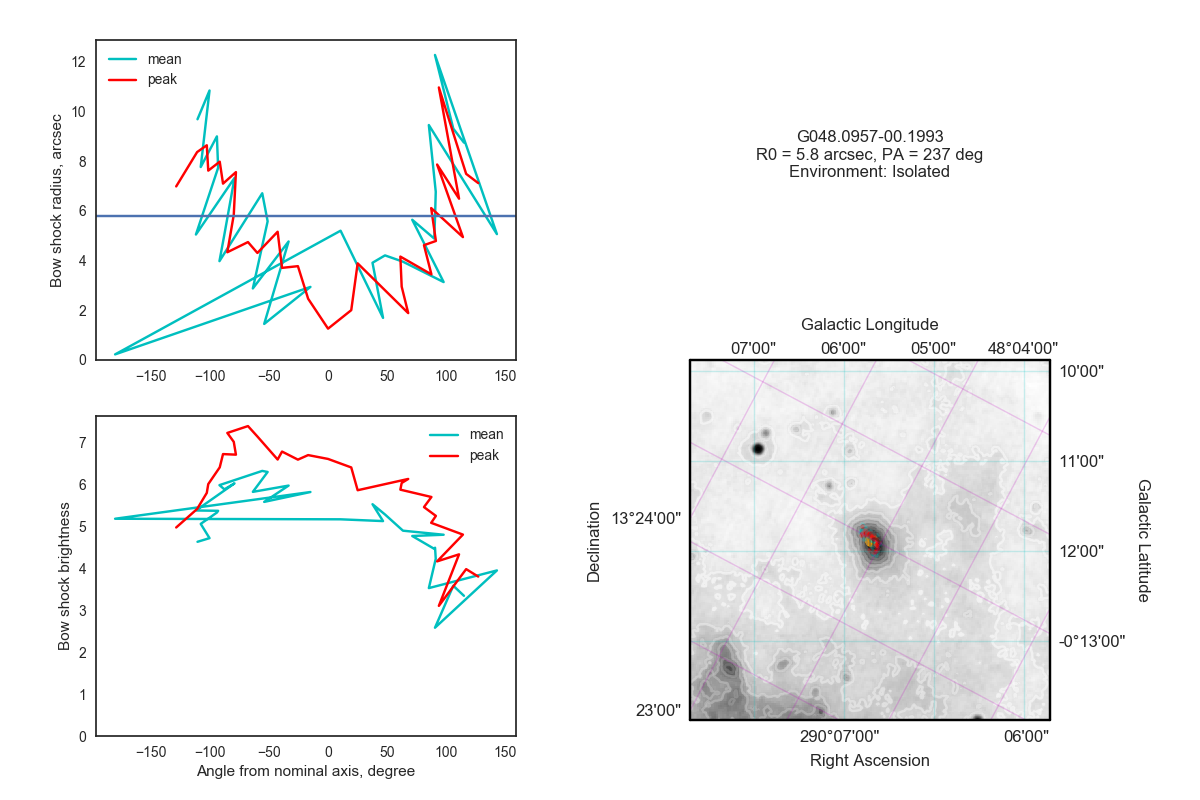 mean
peak
12
10
8
6
4
2
0
Bow shock radius, arcsec
−150
−100
−50
0
50
100
150
mean
peak
7
6
5
4
3
2
1
0
Bow shock brightness
−150
−100
−50
0
50
100
150
Angle from nominal axis, degree
G048.0957-00.1993
R0 = 5.8 arcsec, PA = 237 deg
Environment: Isolated
Galactic Longitude
07'00"
06'00"
05'00"
48°04'00"
10'00"
11'00"
12'00"
-0°13'00"
Galactic Latitude
Declination
13°24'00"
23'00"
290°07'00"
06'00"
Right Ascension